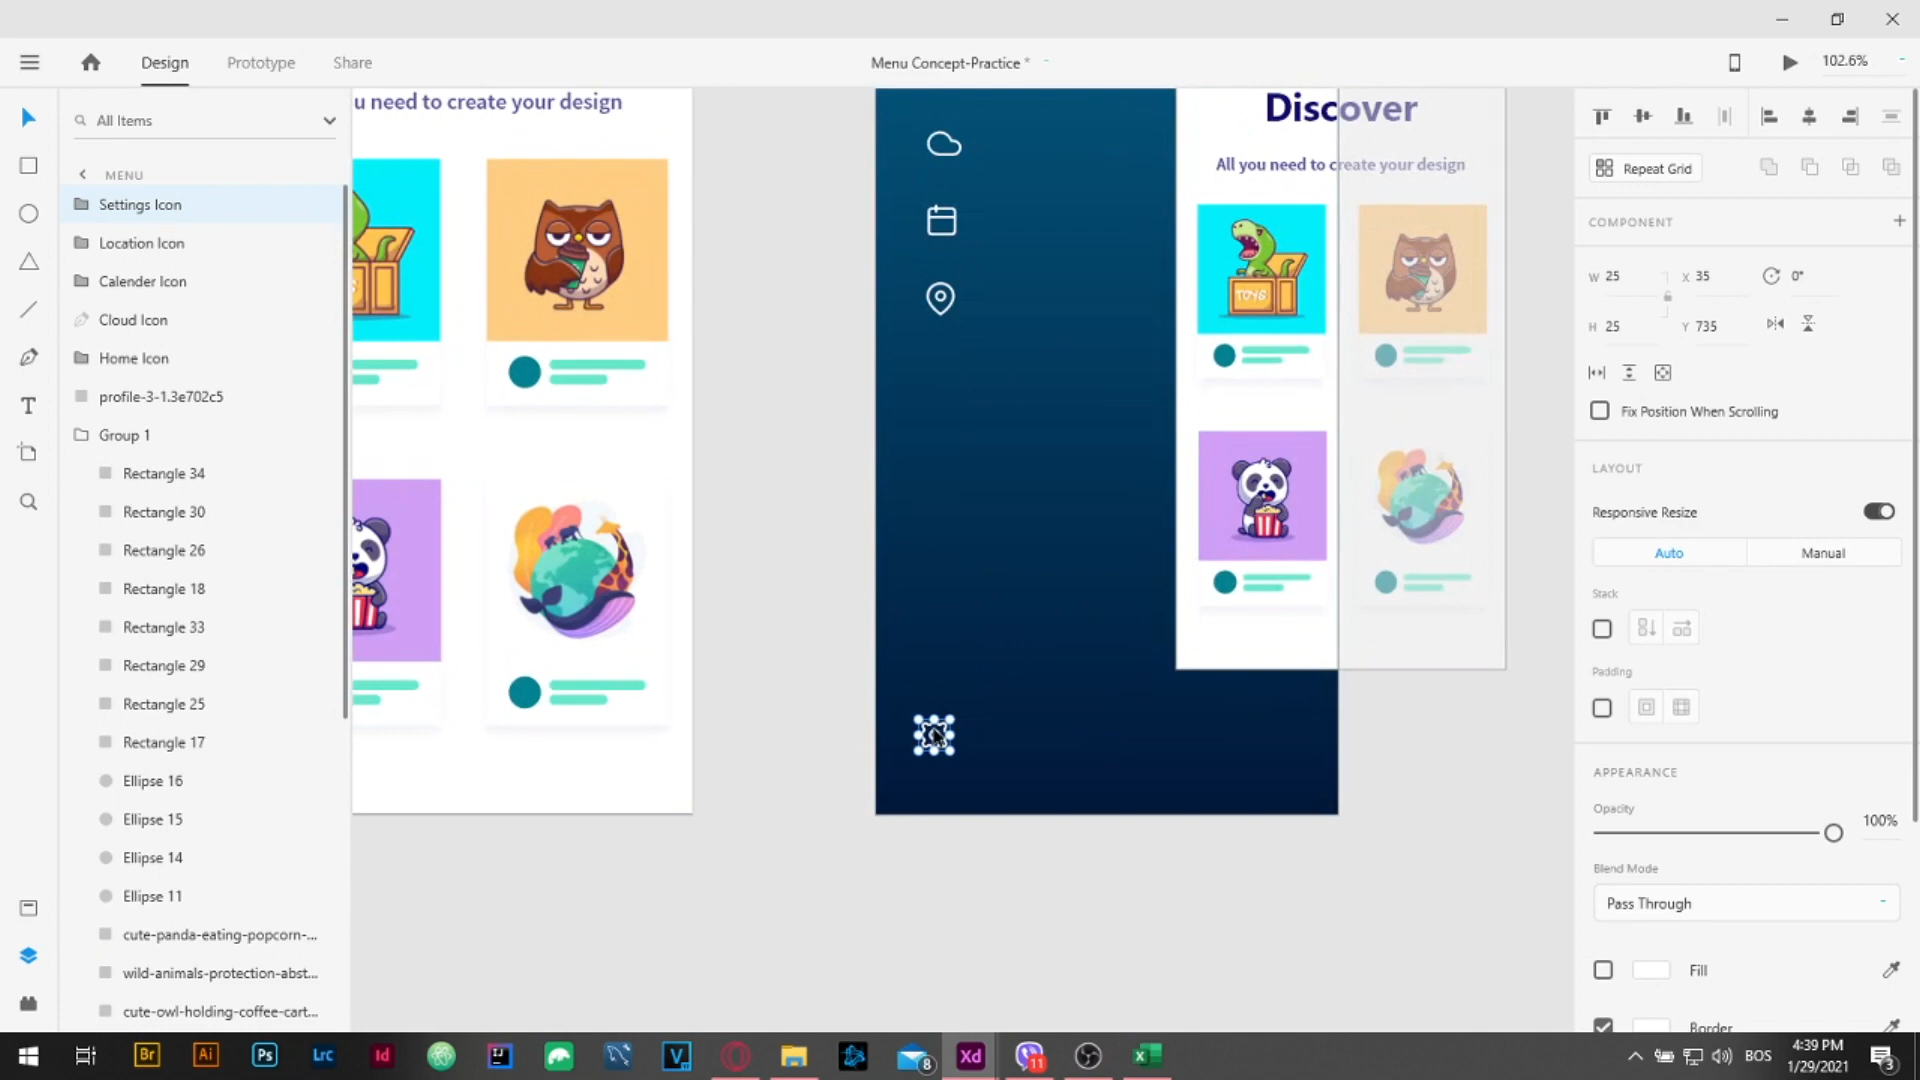 Design
Prototype
Share
Menu Concept-Practice *
102.6%
All Items
MENU
Settings Icon
Location Icon
Calender Icon
Cloud Icon
Home Icon
profile-3-1.3e702c5
Group 1
Rectangle 34
Rectangle 30
Rectangle 26
Rectangle 18
Rectangle 33
Rectangle 29
Rectangle 25
Rectangle 17
Ellipse 16
Ellipse 15
Ellipse 14
Ellipse 11
cute-panda-eating-popcorn-...
wild-animals-protection-abst...
cute-owl-holding-coffee-cart...
u need to create your design
Discover
All you need to create your design
TOYS
Repeat Grid
COMPONENT
W 25
X 35
0°
H 25
Y 735
Fix Position When Scrolling
LAYOUT
Responsive Resize
Auto
Manual
Stack
Padding
APPEARANCE
Opacity
100%
Blend Mode
Pass Through
Fill
Border
Br
Ai
Ps
Lrc
Id
IJ
V
8
Xd
11
BOS
4:39 PM
1/29/2021
3